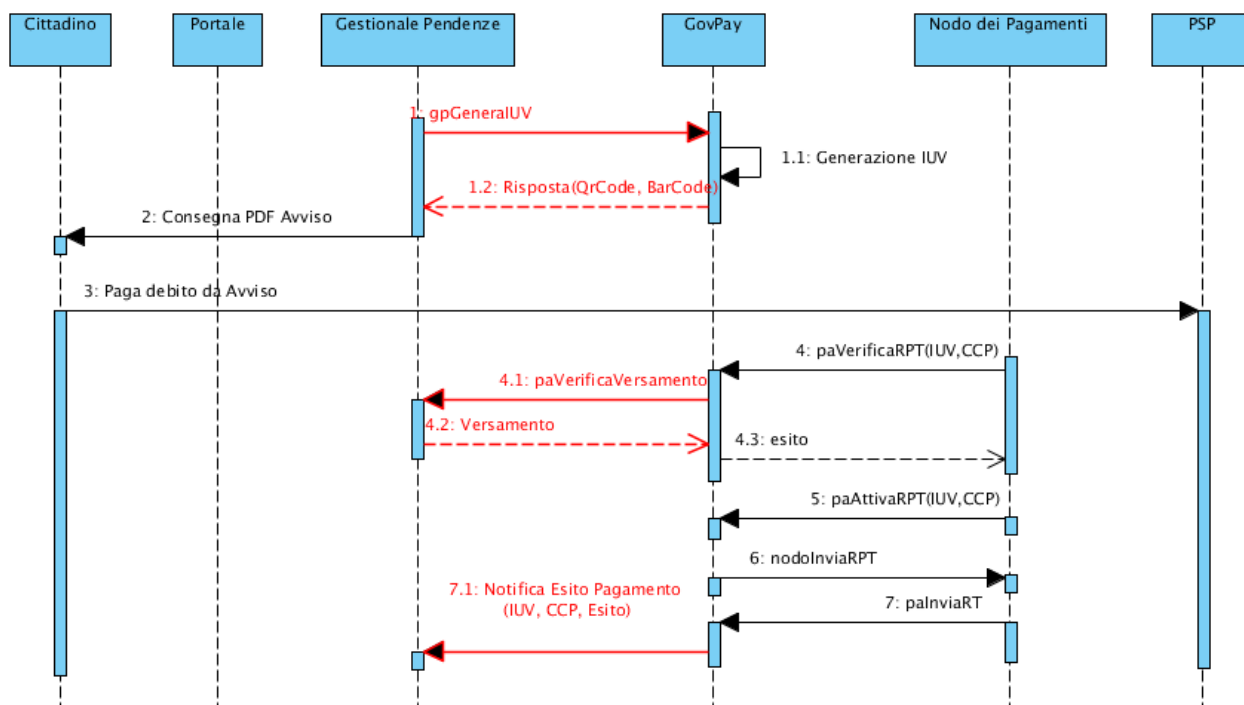 Cittadino
Portale
Gestionale Pendenze
GovPay
Nodo dei Pagamenti
PSP
1: gpGeneraIUV
1.1: Generazione IUV
1.2: Risposta(QrCode, BarCode)
2: Consegna PDF Avviso
3: Paga debito da Avviso
4: paVerificaRPT(IUV,CCP)
4.1: paVerificaVersamento
4.2: Versamento
4.3: esito
5: paAttivaRPT(IUV,CCP)
6: nodoInviaRPT
7.1: Notifica Esito Pagamento
(IUV, CCP, Esito)
7: paInviaRT